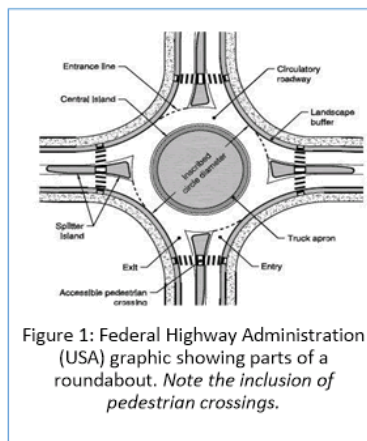 Entrance line
Circulatory
roadway
Central Island
Landscape
buffer
Inscribed
circle diameter
Splitter
Island
Truck apron
Exit
Entry
Accessible pedestrian
crossing
Figure 1: Federal Highway Administration
(USA) graphic showing parts of a
roundabout. Note the inclusion of
pedestrian crossings.